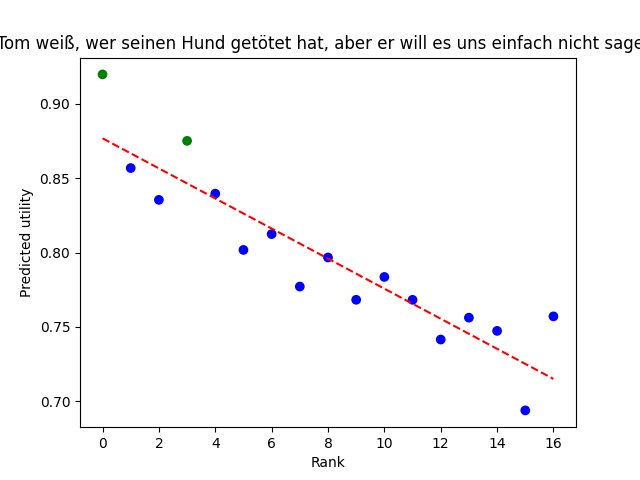 Tom weiß, wer seinen Hund getötet hat, aber er will es uns einfach nicht sage
0.90
0.85
0.80
0.75
0.70
Predicted utility
0 2 4 6 8 10 12 14 16
Rank